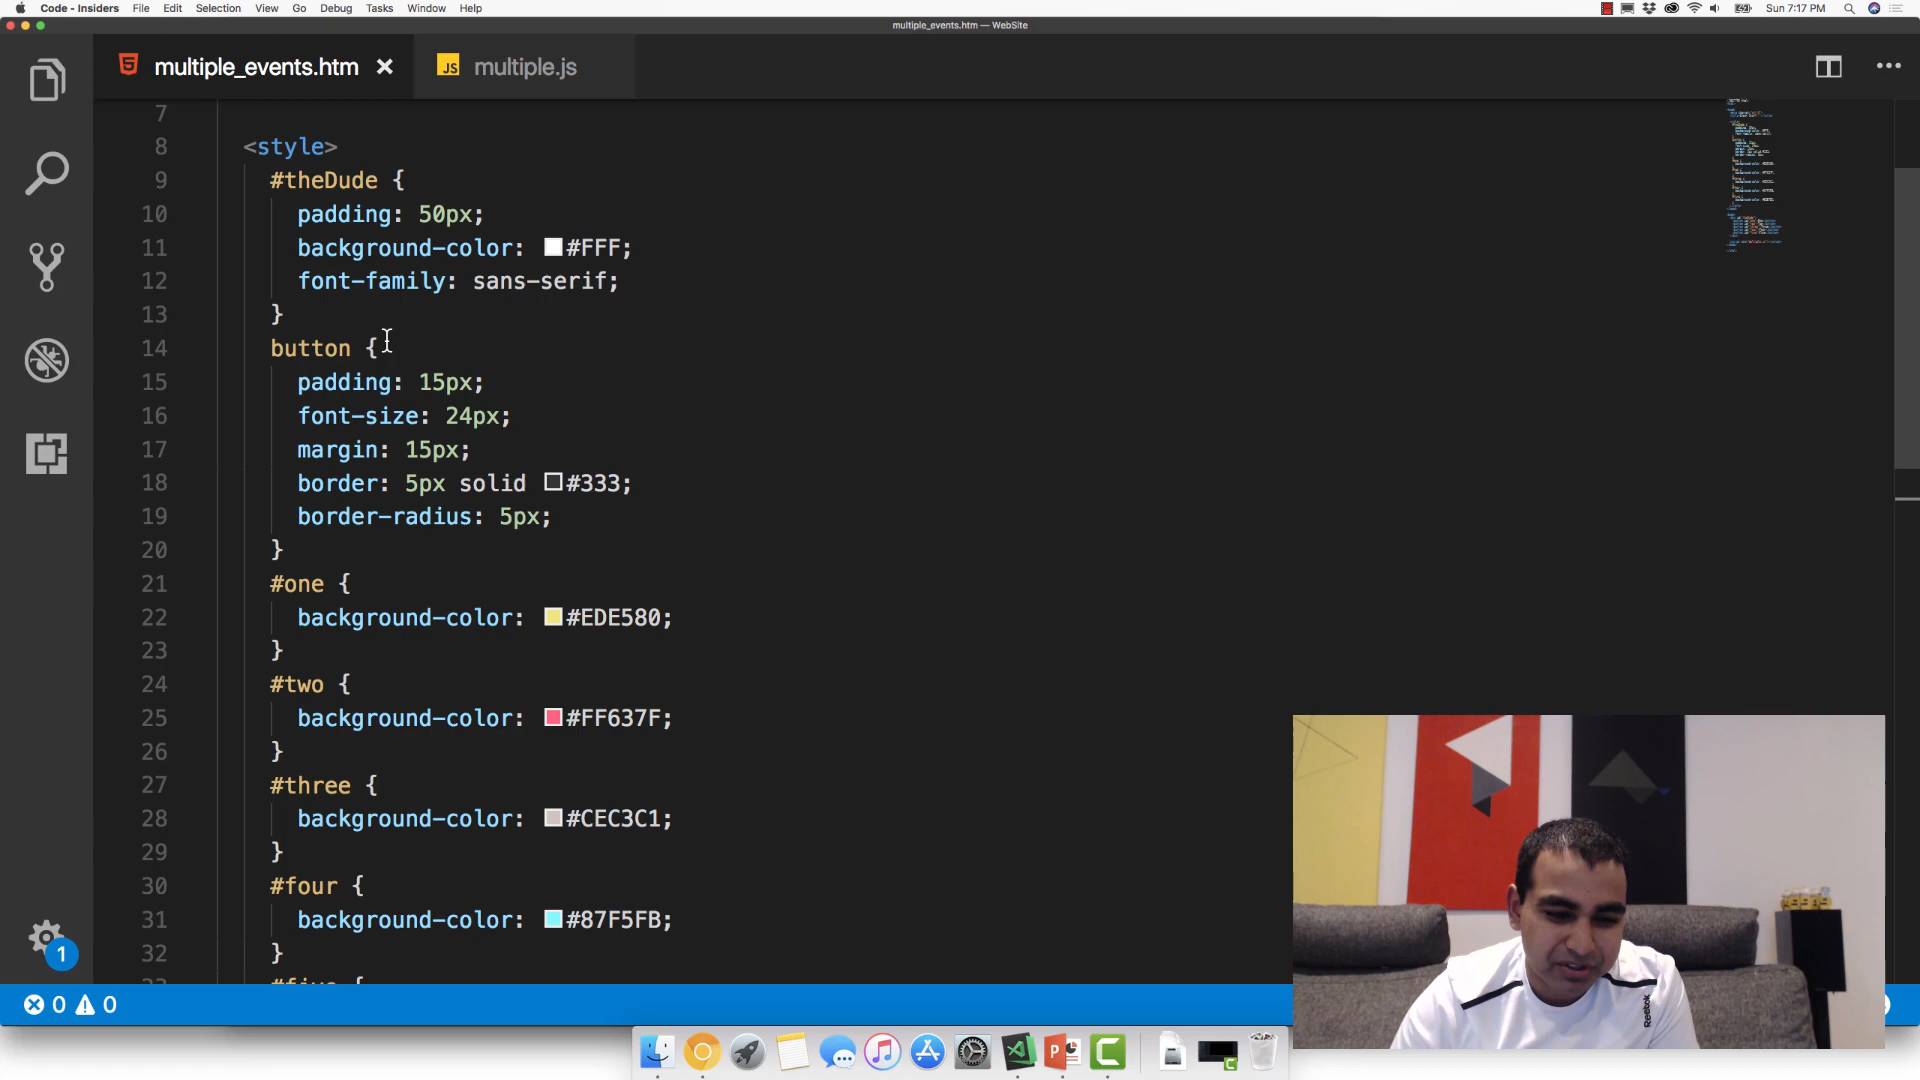 Code - Insiders File Edit Selection View Go Debug Tasks Window Help Sun 7:17 PM
multiple_events.htm — WebSite
multiple_events.htm
JS multiple.js
7
8 <style>
9 #theDude {
10 padding: 50px;
11 background-color: #FFF;
12 font-family: sans-serif;
13 }
14 button {
15 padding: 15px;
16 font-size: 24px;
17 margin: 15px;
18 border: 5px solid #333;
19 border-radius: 5px;
20 }
21 #one {
22 background-color: #EDE580;
23 }
24 #two {
25 background-color: #FF637F;
26 }
27 #three {
28 background-color: #CEC3C1;
29 }
30 #four {
31 background-color: #87F5FB;
32 }
#five {
1
0 0
Reebok